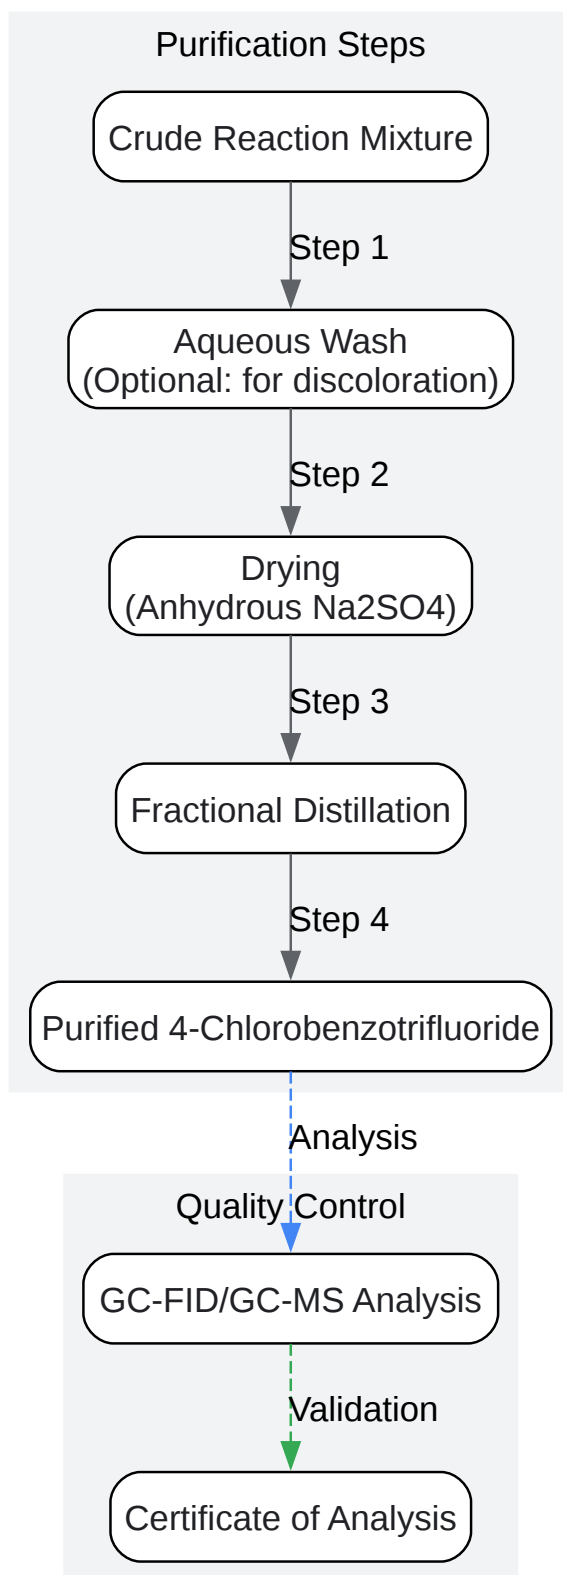 Purification Steps
Crude Reaction Mixture
Step 1
Aqueous Wash
(Optional: for discoloration)
Step 2
Drying
(Anhydrous Na2SO4)
Step 3
Fractional Distillation
Step 4
Purified 4-Chlorobenzotrifluoride
Analysis
Quality Control
GC-FID/GC-MS Analysis
Validation
Certificate of Analysis